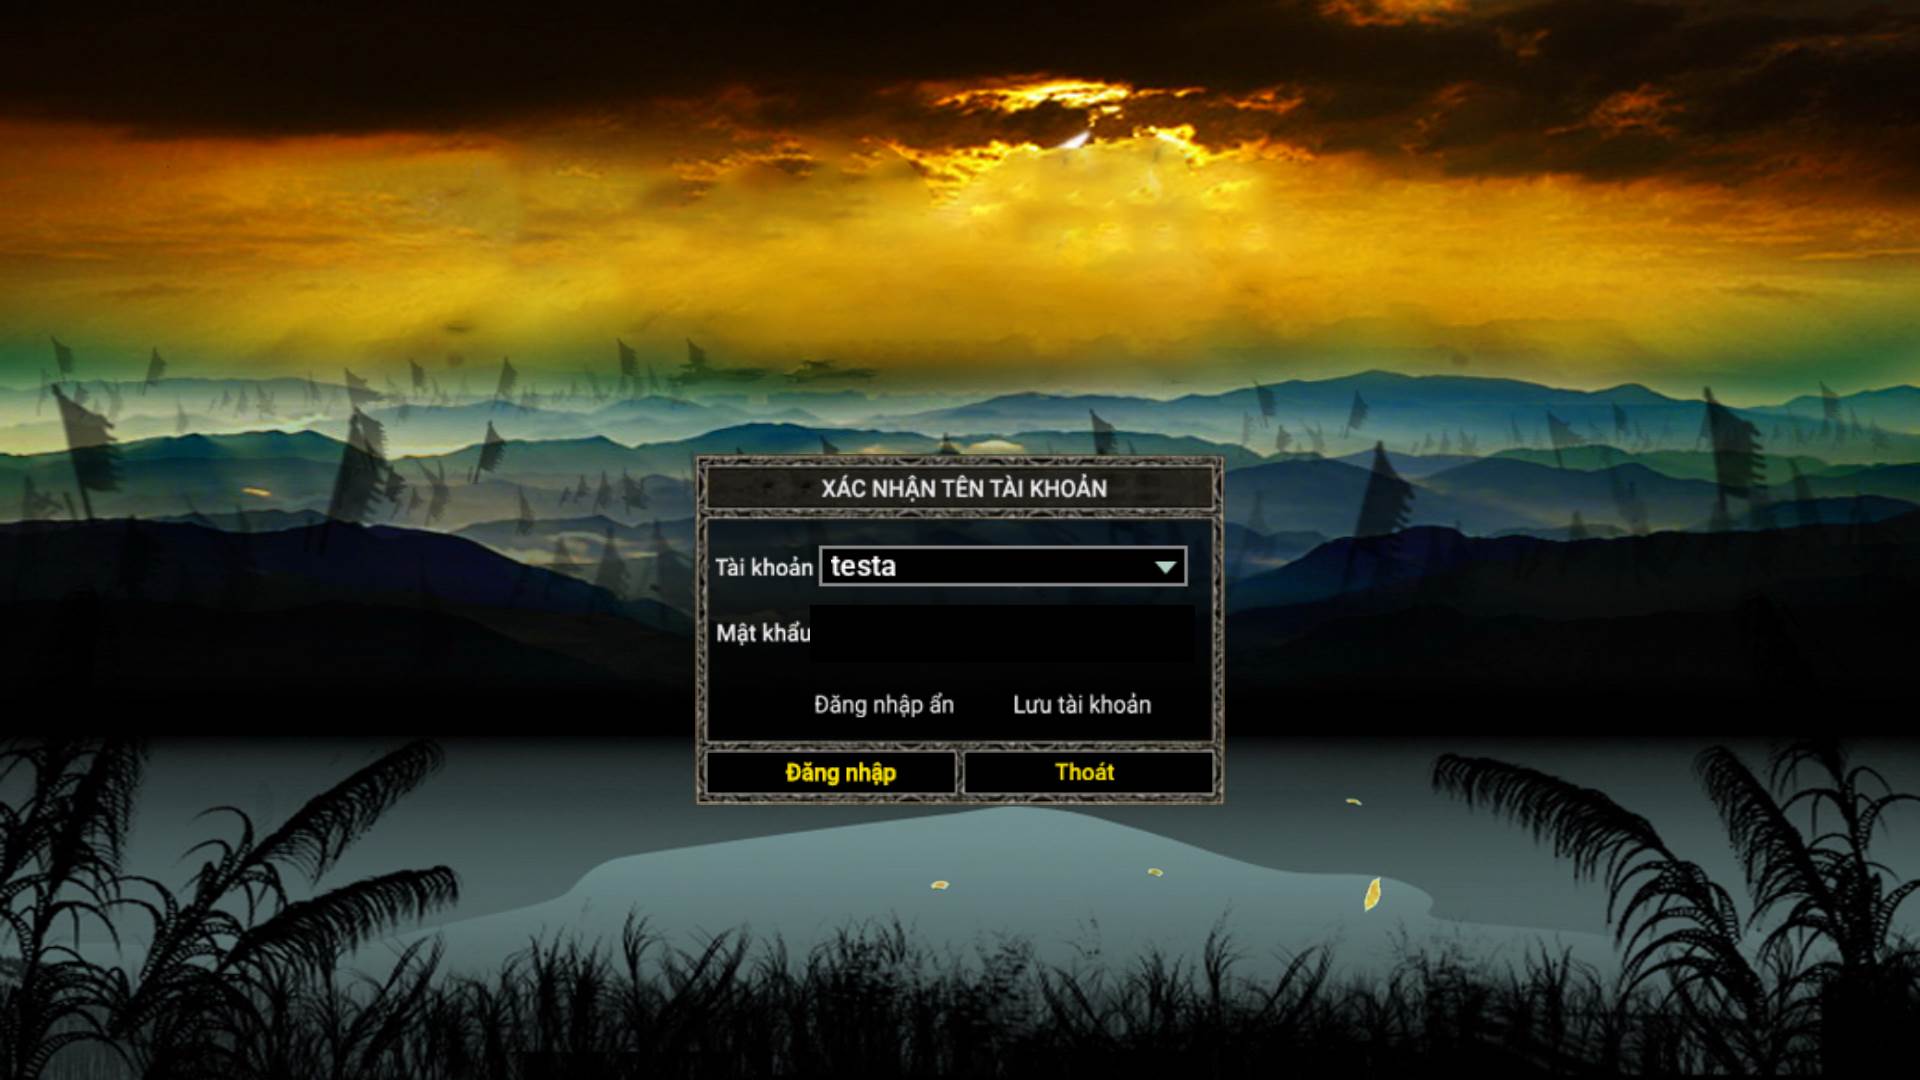 XÁC NHẬN TÊN TÀI KHOẢN
Tài khoản testa
Mật khẩu
Đăng nhập ẩn Lưu tài khoản
Đăng nhập Thoát